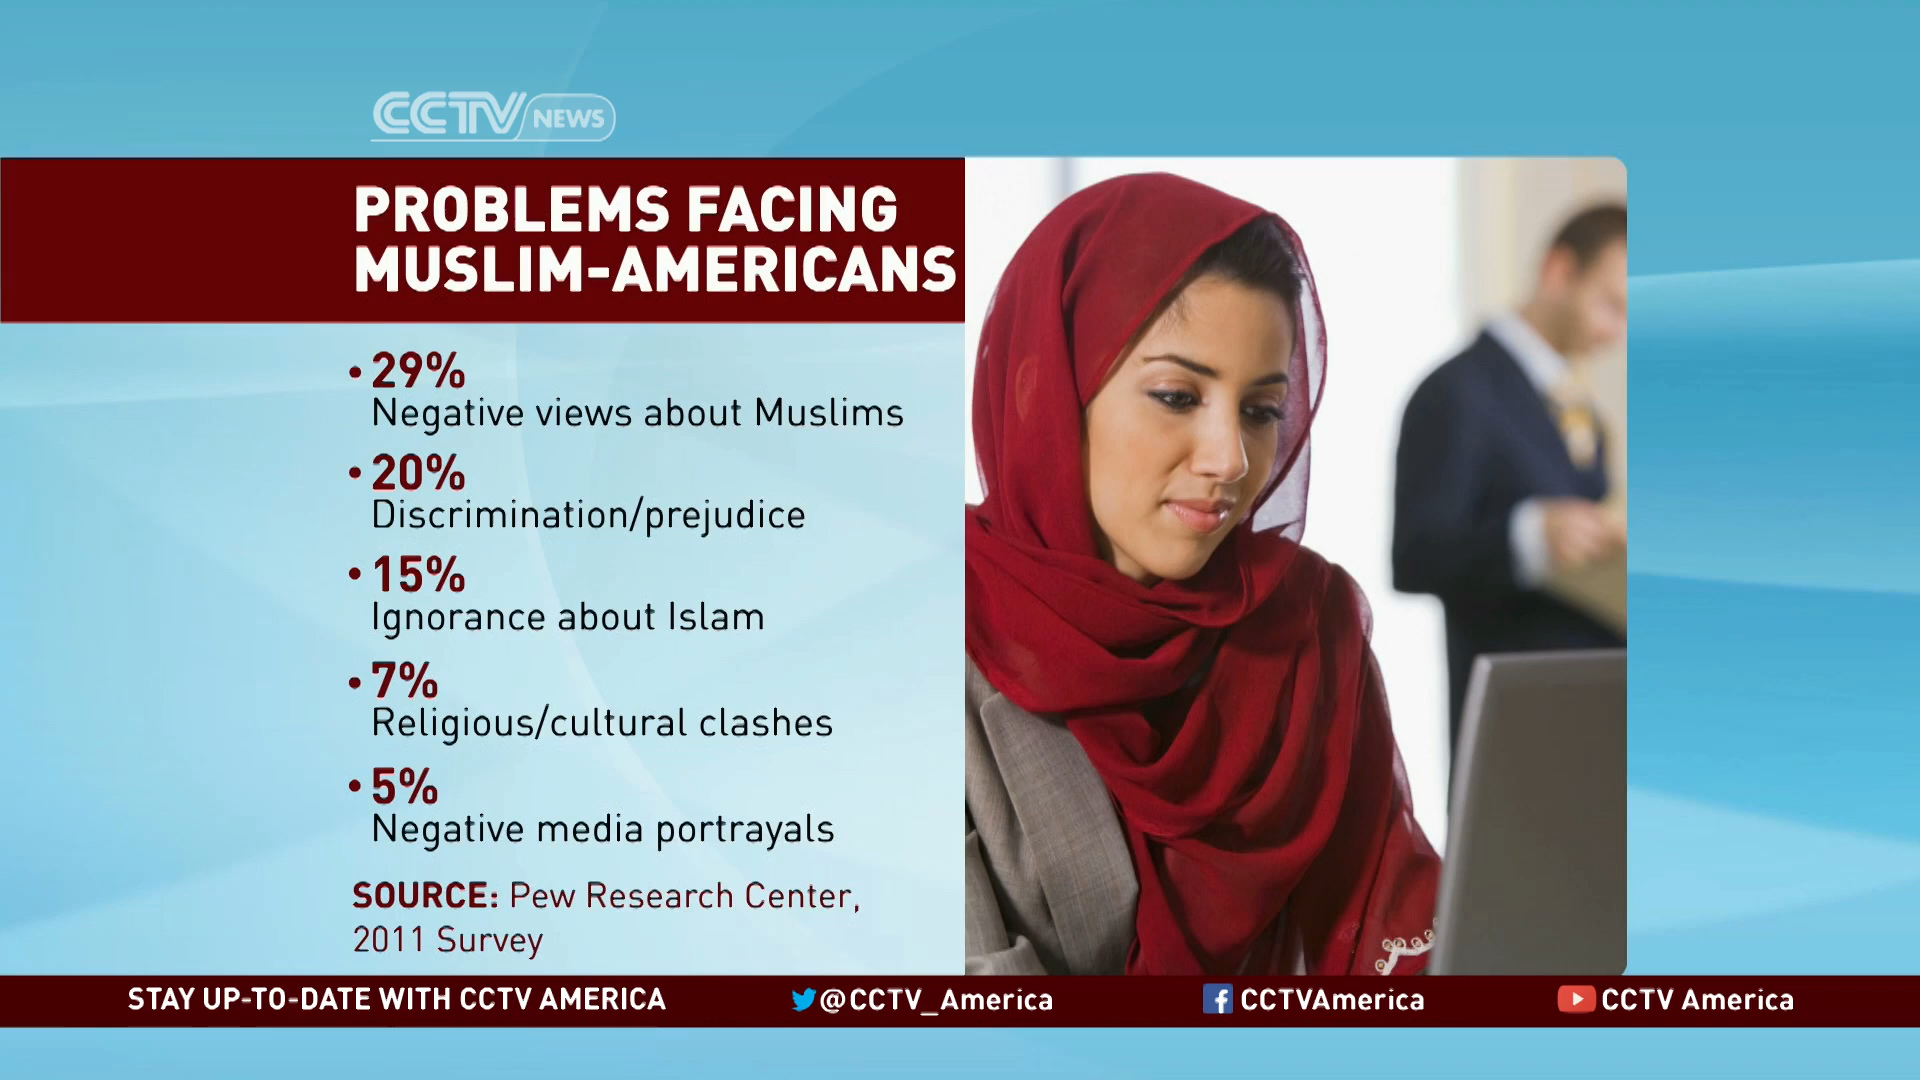 CCTV NEWS
PROBLEMS FACING
MUSLIM-AMERICANS
• 29%
Negative views about Muslims
• 20%
Discrimination/prejudice
• 15%
Ignorance about Islam
• 7%
Religious/cultural clashes
• 5%
Negative media portrayals
SOURCE: Pew Research Center,
2011 Survey
STAY UP-TO-DATE WITH CCTV AMERICA @CCTV_America CCTVAmerica CCTV America